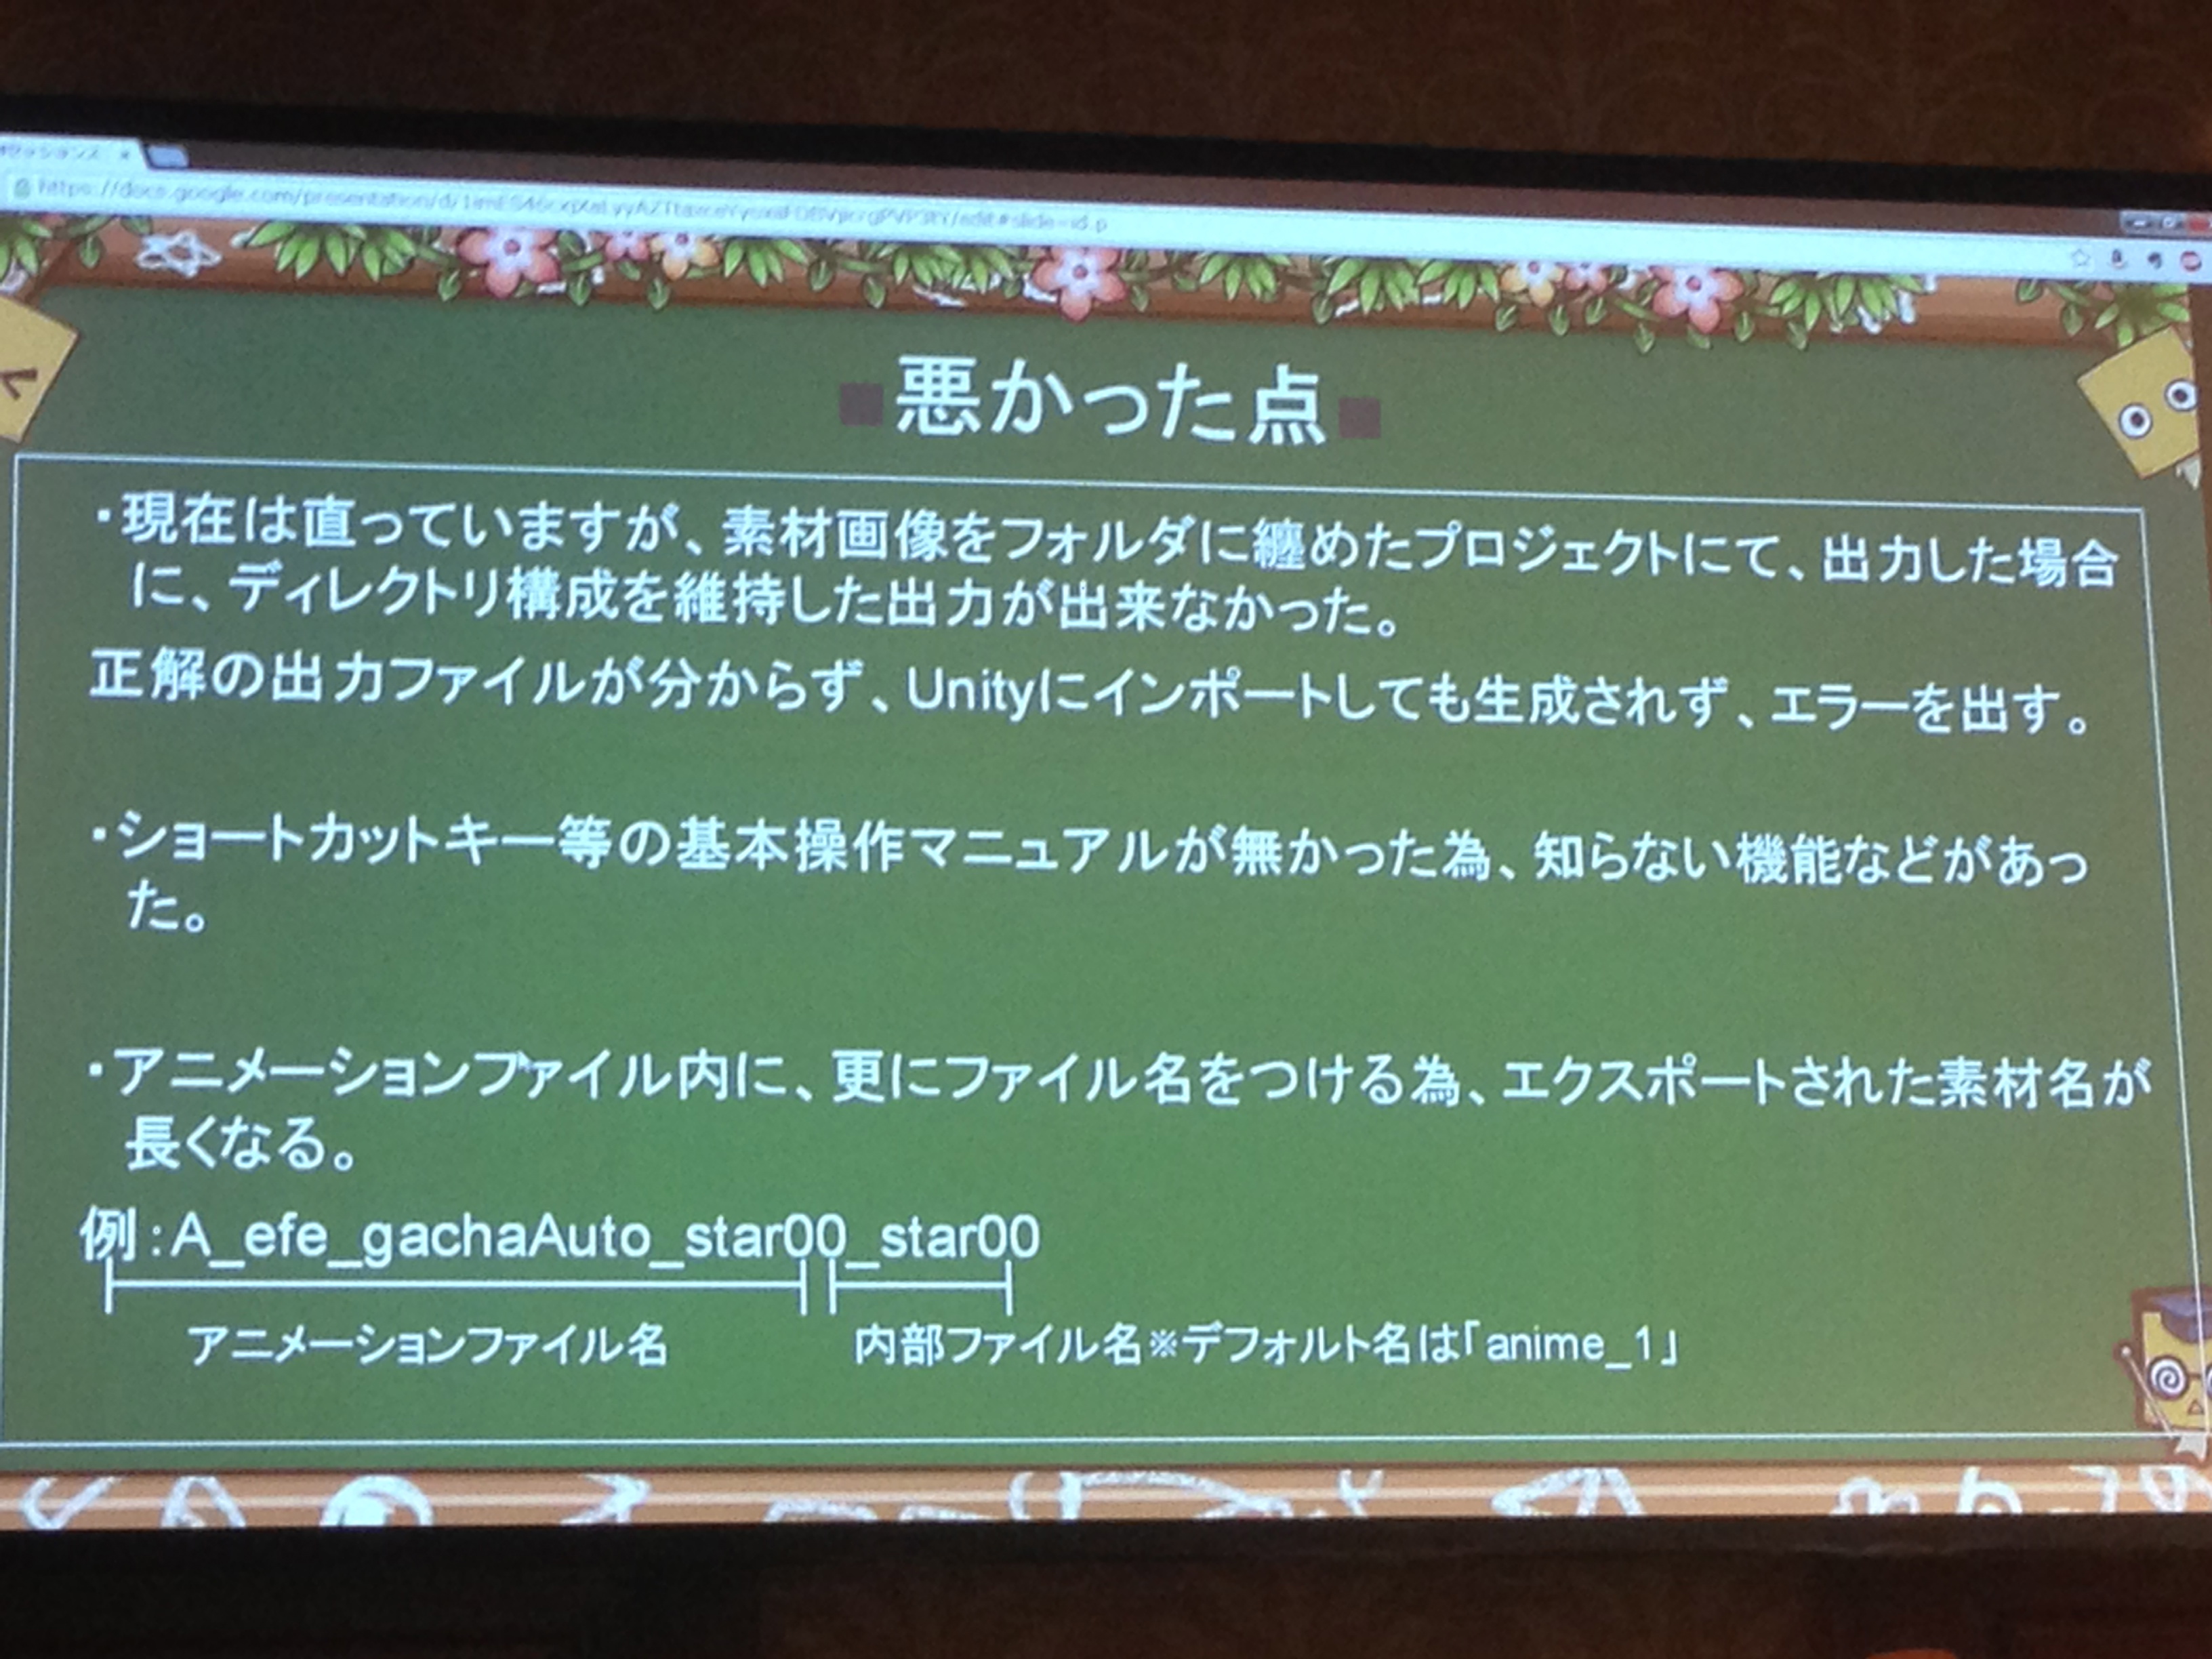 https://docs.google.com/presentation/d/
■悪かった点■
・現在は直っていますが、素材画像をフォルダに纏めたプロジェクトにて、出力した場合
に、ディレクトリ構成を維持した出力が出来なかった。
正解の出力ファイルが分からず、Unityにインポートしても生成されず、エラーを出す。
・ショートカットキー等の基本操作マニュアルが無かった為、知らない機能などがあっ
た。
・アニメーションファイル内に、更にファイル名をつける為、エクスポートされた素材名が
長くなる。
例：A_efe_gachaAuto_star00_star00
アニメーションファイル名
内部ファイル名※デフォルト名は「anime_1」